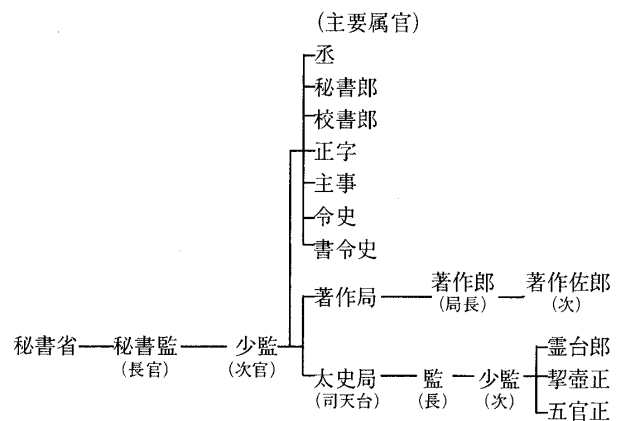 (主要属官)
丞
秘書郎
校書郎
正字
主事
令史
書令史
著作局 著作郎 著作佐郎
(局長) (次)
秘書省 秘書監 少監
(長官) (次官)
太史局 監 少監
(司天台) (長) (次)
霊台郎
挈壺正
五官正